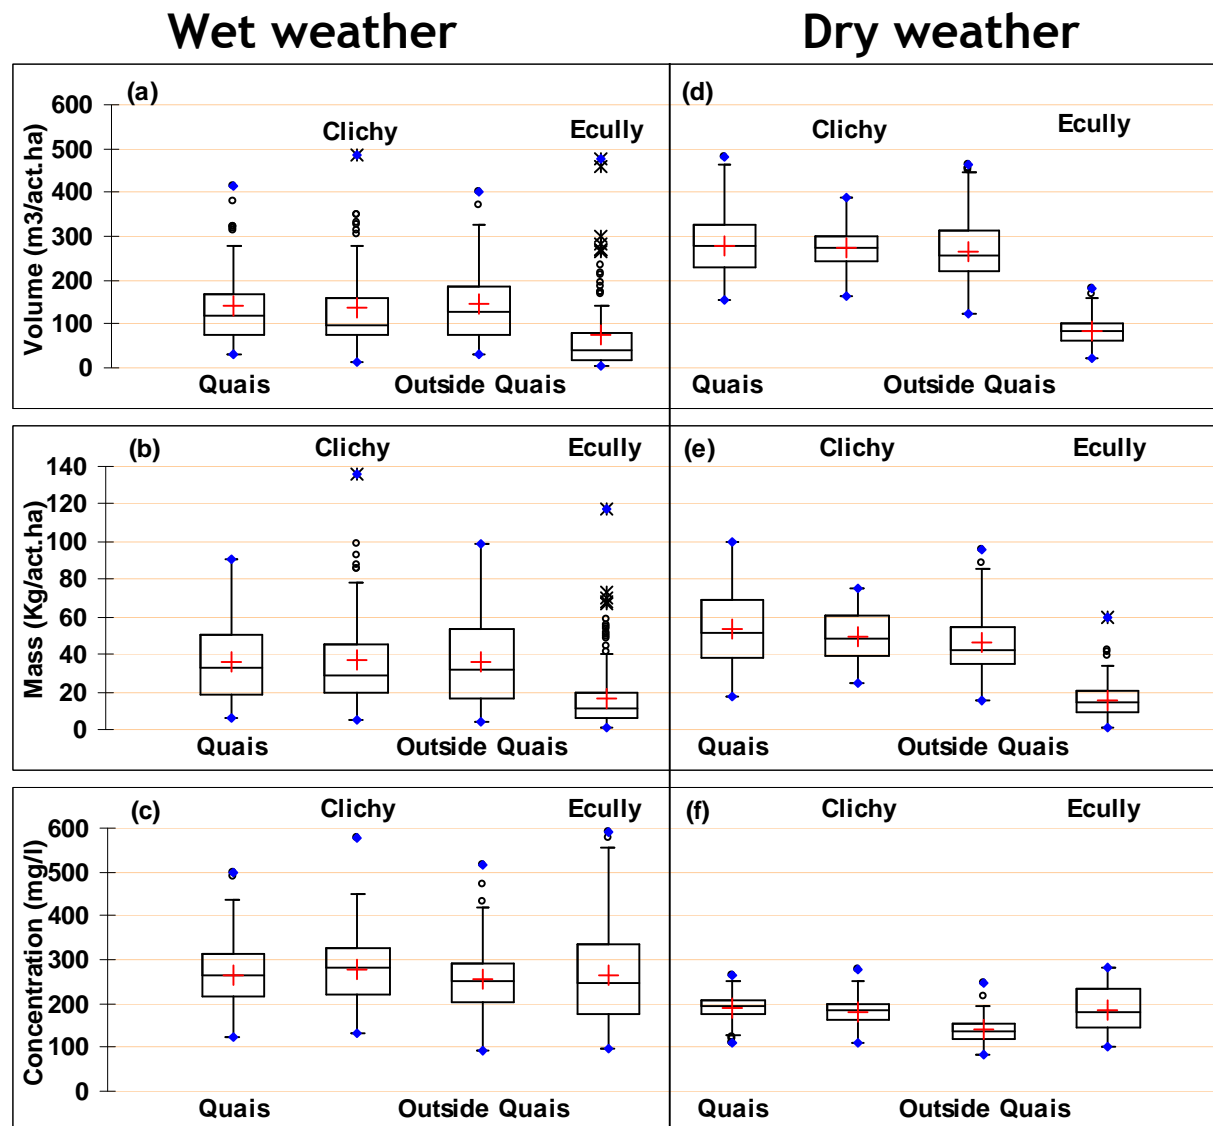 Wet weather
Dry weather
(a)
Volume (m3/act.ha)
600
500
400
300
200
100
0
Clichy
Ecully
Quais
Outside Quais
(d)
Clichy
Ecully
Quais
Outside Quais
(b)
Mass (Kg/act.ha)
140
120
100
80
60
40
20
0
Clichy
Ecully
Quais
Outside Quais
(e)
Clichy
Ecully
Quais
Outside Quais
(c)
Concentration (mg/l)
600
500
400
300
200
100
0
Clichy
Ecully
Quais
Outside Quais
(f)
Clichy
Ecully
Quais
Outside Quais